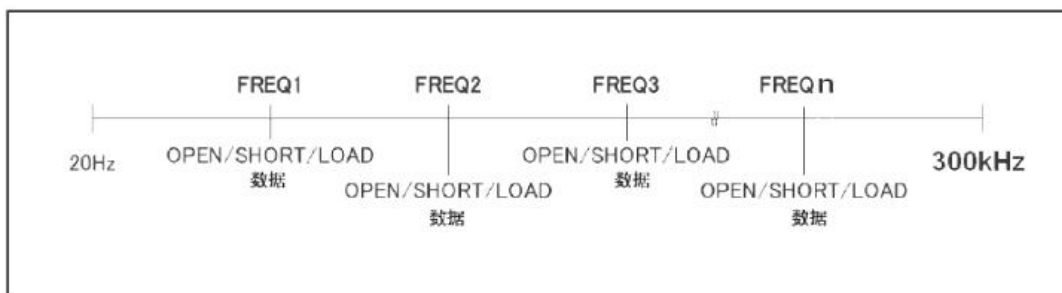 FREQ1 FREQ2 FREQ3 FREQn
20Hz OPEN/SHORT/LOAD OPEN/SHORT/LOAD 300kHz
数据 数据
OPEN/SHORT/LOAD OPEN/SHORT/LOAD
数据 数据